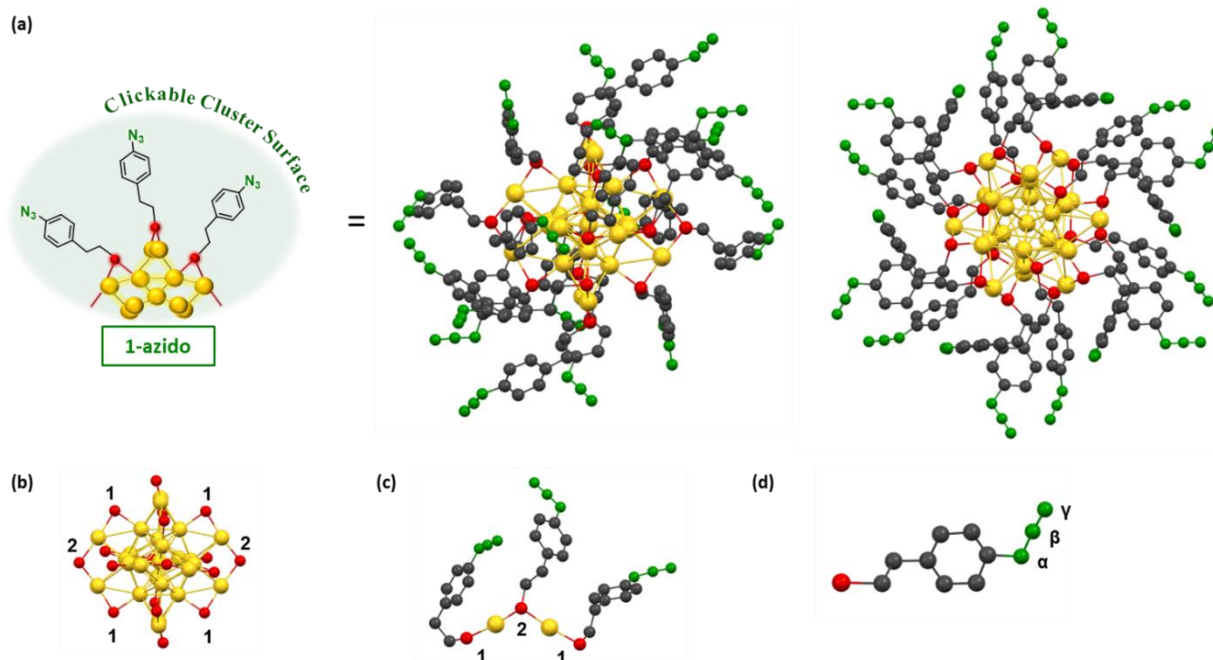 (a)
Clickable Cluster Surface
N3
N3
N3
=
1-azido
(b)
1 1
2 2
1 1
(c)
2
1 1
(d)
γ
β
α